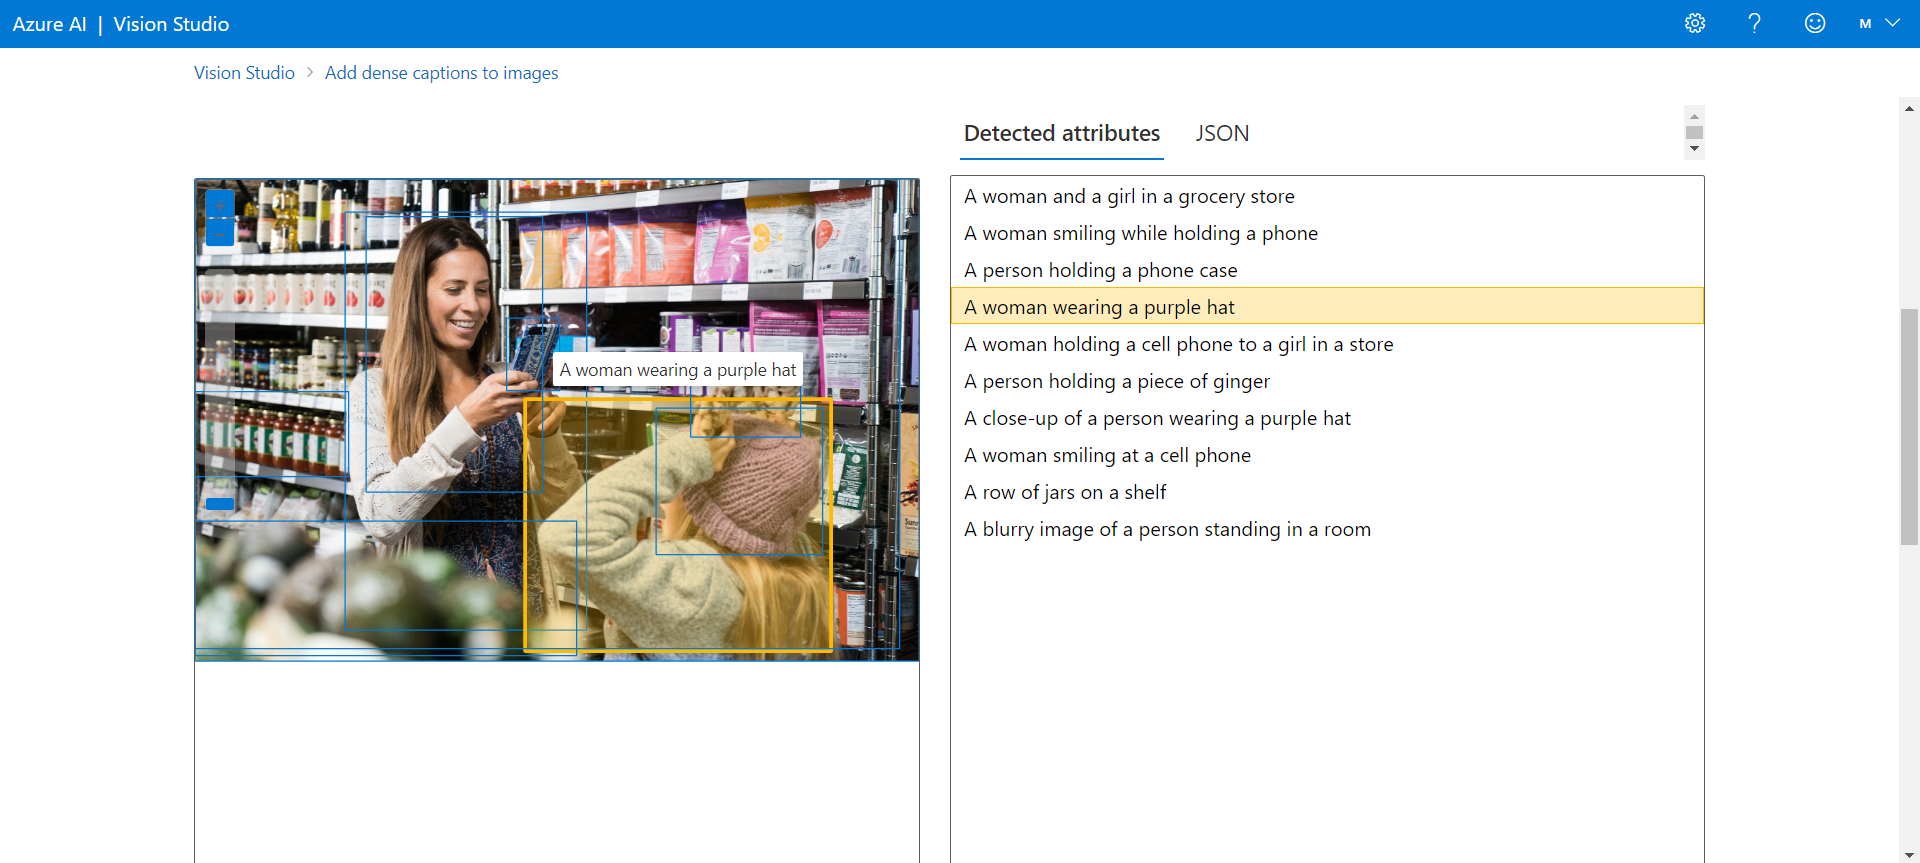 Azure AI | Vision Studio
M
Vision Studio > Add dense captions to images
Detected attributes
JSON
A woman and a girl in a grocery store
A woman smiling while holding a phone
A person holding a phone case
A woman wearing a purple hat
A woman holding a cell phone to a girl in a store
A person holding a piece of ginger
A close-up of a person wearing a purple hat
A woman smiling at a cell phone
A row of jars on a shelf
A blurry image of a person standing in a room
A woman wearing a purple hat